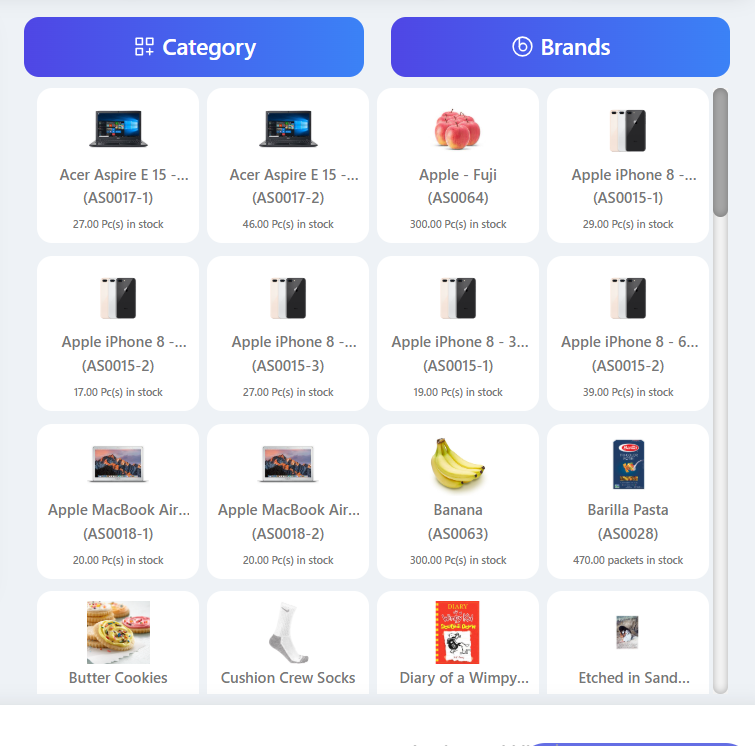 Category
Brands
Acer Aspire E 15 -...
(AS0017-1)
27.00 Pc(s) in stock
Acer Aspire E 15 -...
(AS0017-2)
46.00 Pc(s) in stock
Apple - Fuji
(AS0064)
300.00 Pc(s) in stock
Apple iPhone 8 -...
(AS0015-1)
29.00 Pc(s) in stock
Apple iPhone 8 -...
(AS0015-2)
17.00 Pc(s) in stock
Apple iPhone 8 -...
(AS0015-3)
27.00 Pc(s) in stock
Apple iPhone 8 - 3...
(AS0015-1)
19.00 Pc(s) in stock
Apple iPhone 8 - 6...
(AS0015-2)
39.00 Pc(s) in stock
Apple MacBook Air...
(AS0018-1)
20.00 Pc(s) in stock
Apple MacBook Air...
(AS0018-2)
20.00 Pc(s) in stock
Banana
(AS0063)
300.00 Pc(s) in stock
Barilla
Barilla Pasta
(AS0028)
470.00 packets in stock
Butter Cookies
Cushion Crew Socks
DIARY
Wimpy Kid
Diary of a Wimpy...
Etched in Sand...